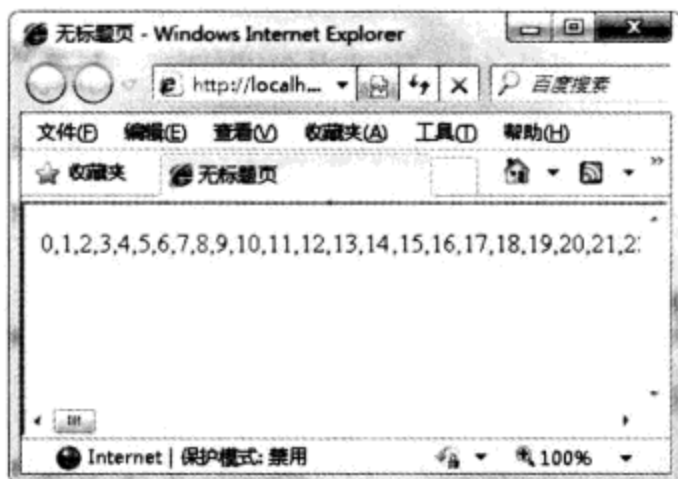 无标题页 - Windows Internet Explorer
http://localh... 百度搜索
文件(F) 编辑(E) 查看(V) 收藏夹(A) 工具(T) 帮助(H)
收藏夹 无标题页
0,1,2,3,4,5,6,7,8,9,10,11,12,13,14,15,16,17,18,19,20,21,2
Internet | 保护模式: 禁用 100%